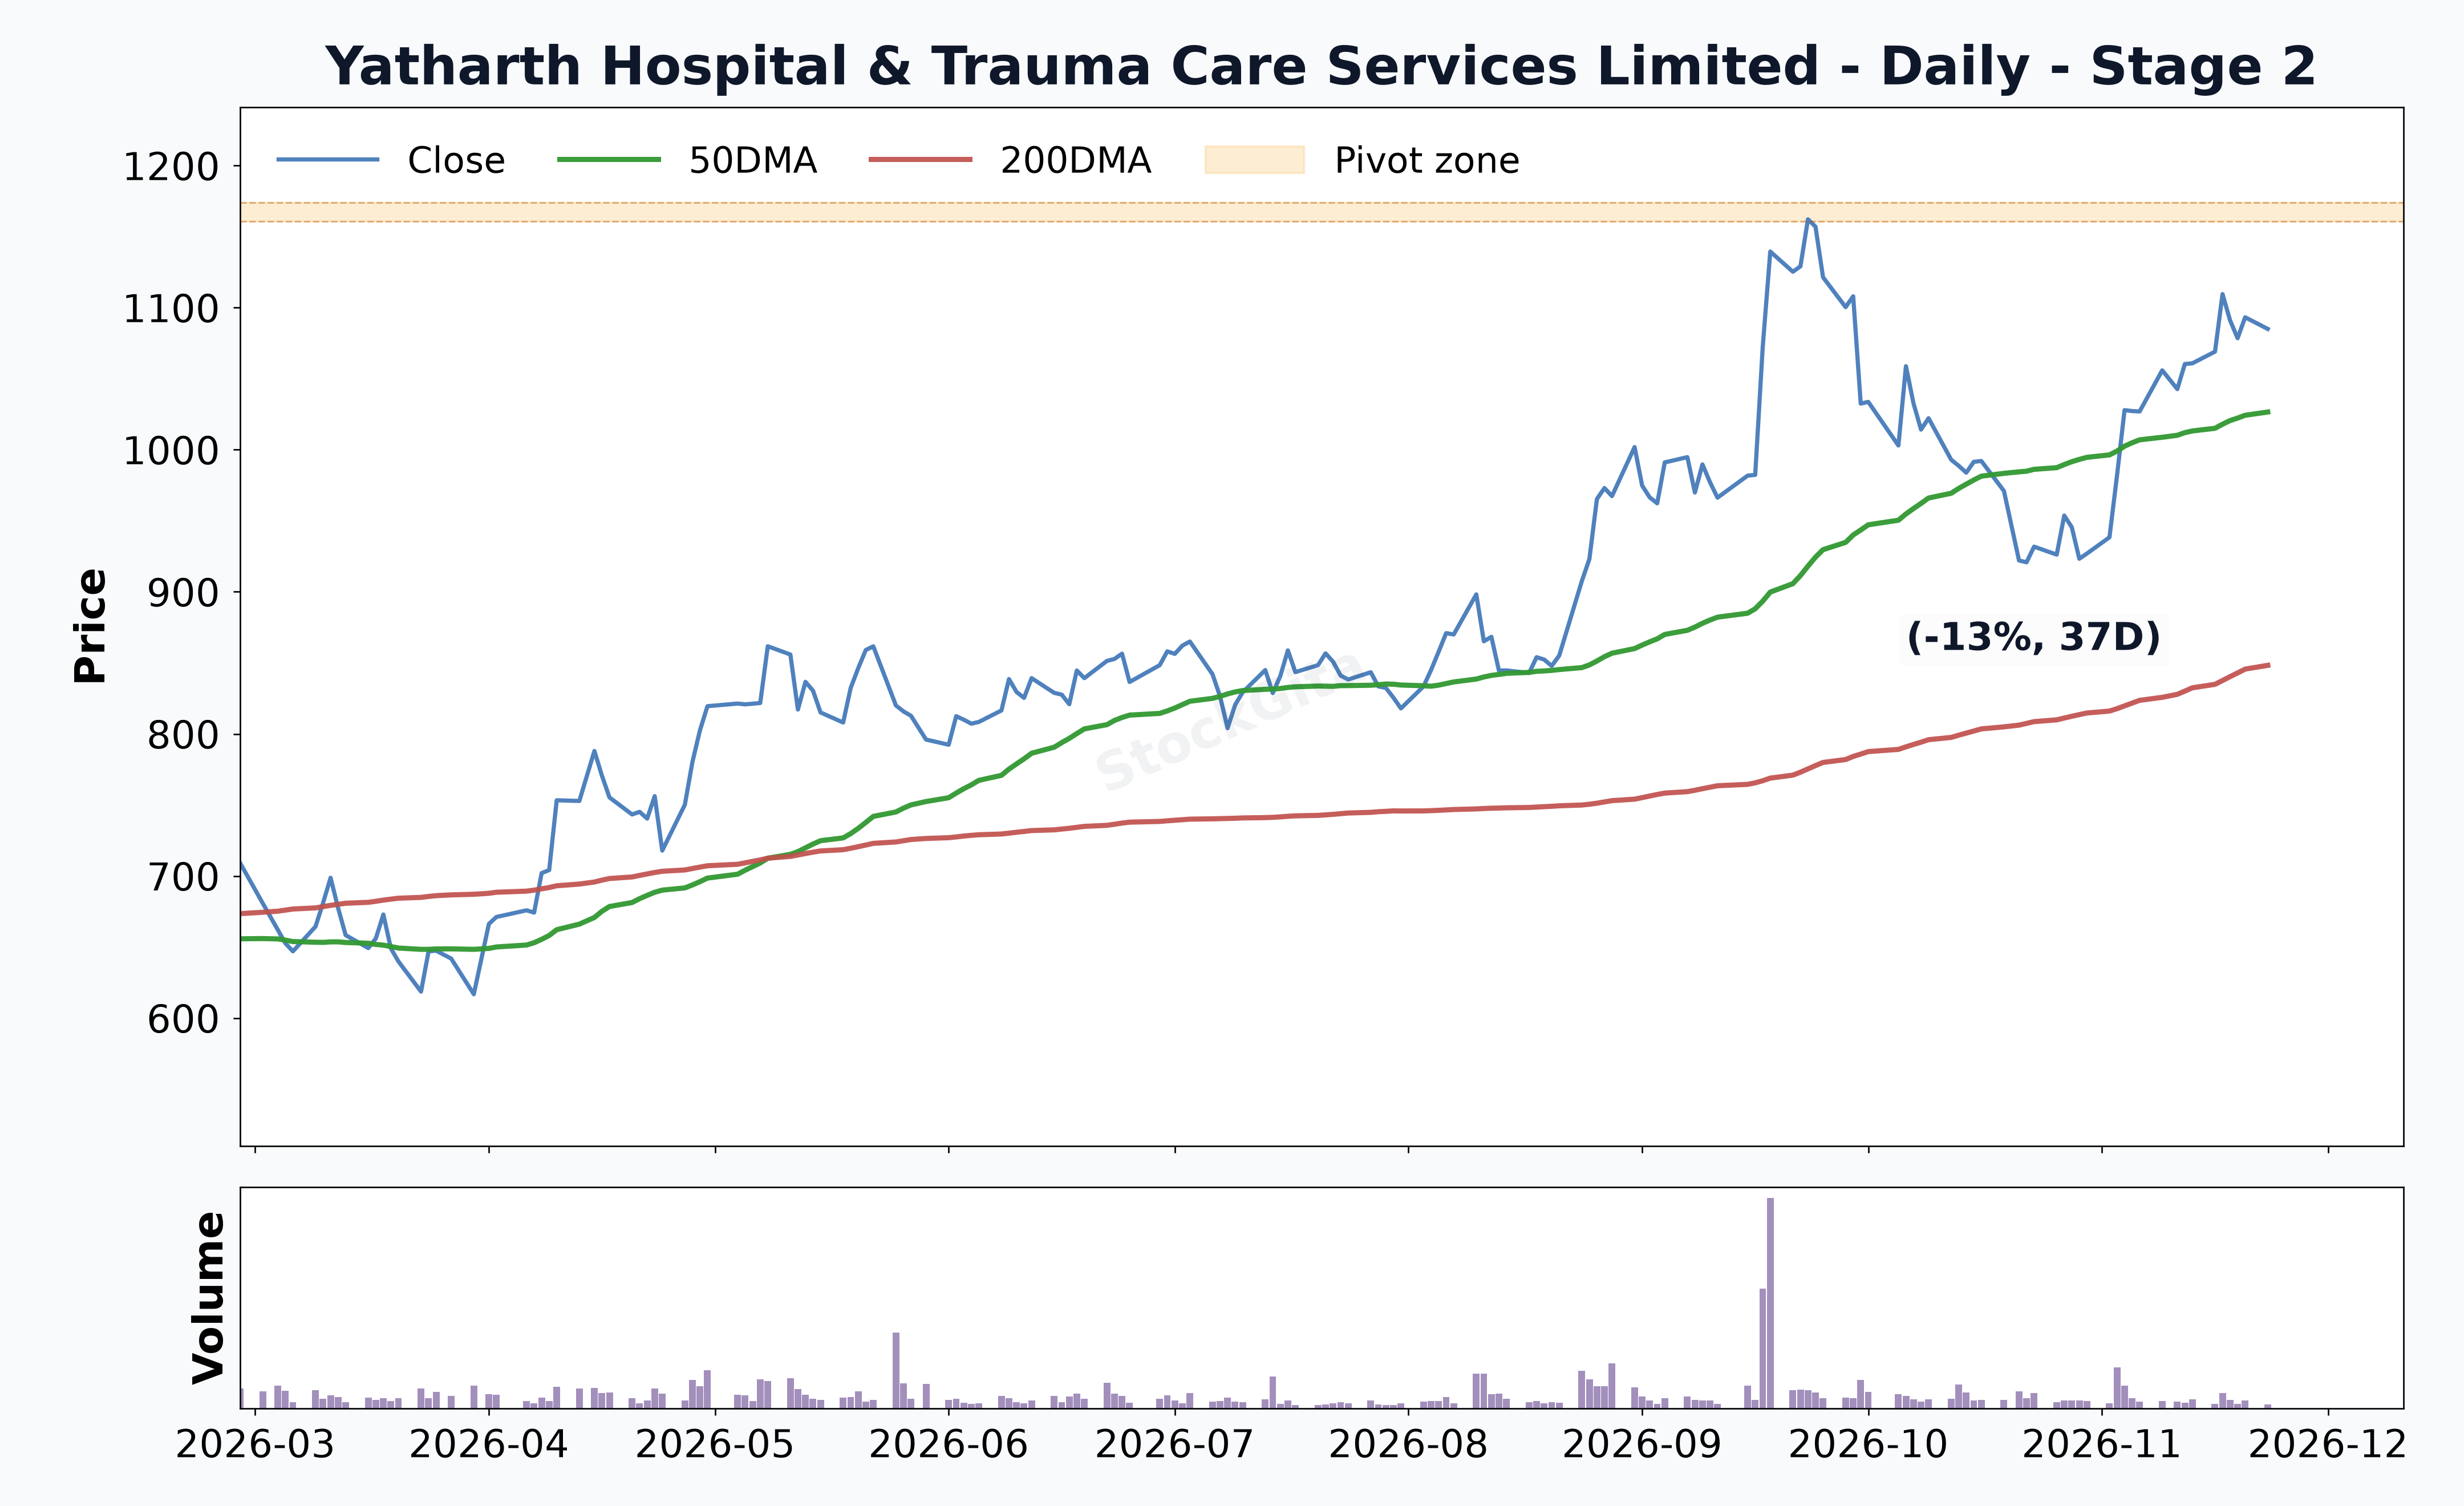 Yatharth Hospital & Trauma Care Services Limited - Daily - Stage 2
Close 50DMA 200DMA Pivot zone
1200
1100
1000
900
800
700
600
Price
(-13%, 37D)
StockGhita
Volume
2026-03 2026-04 2026-05 2026-06 2026-07 2026-08 2026-09 2026-10 2026-11 2026-12